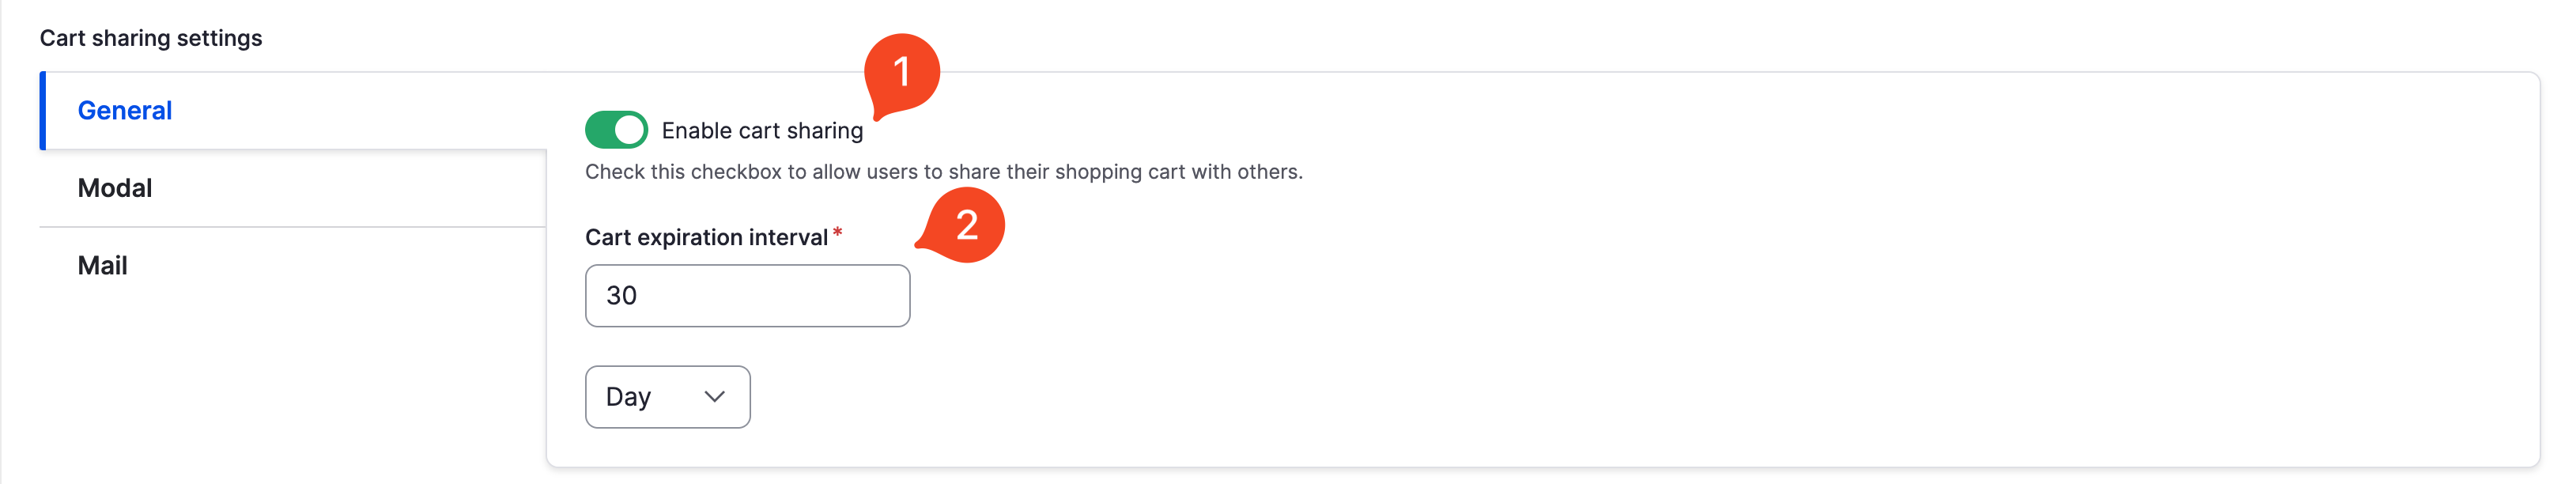 Cart sharing settings
General
Modal
Mail
1
Enable cart sharing
Check this checkbox to allow users to share their shopping cart with others.
2
Cart expiration interval*
30
Day